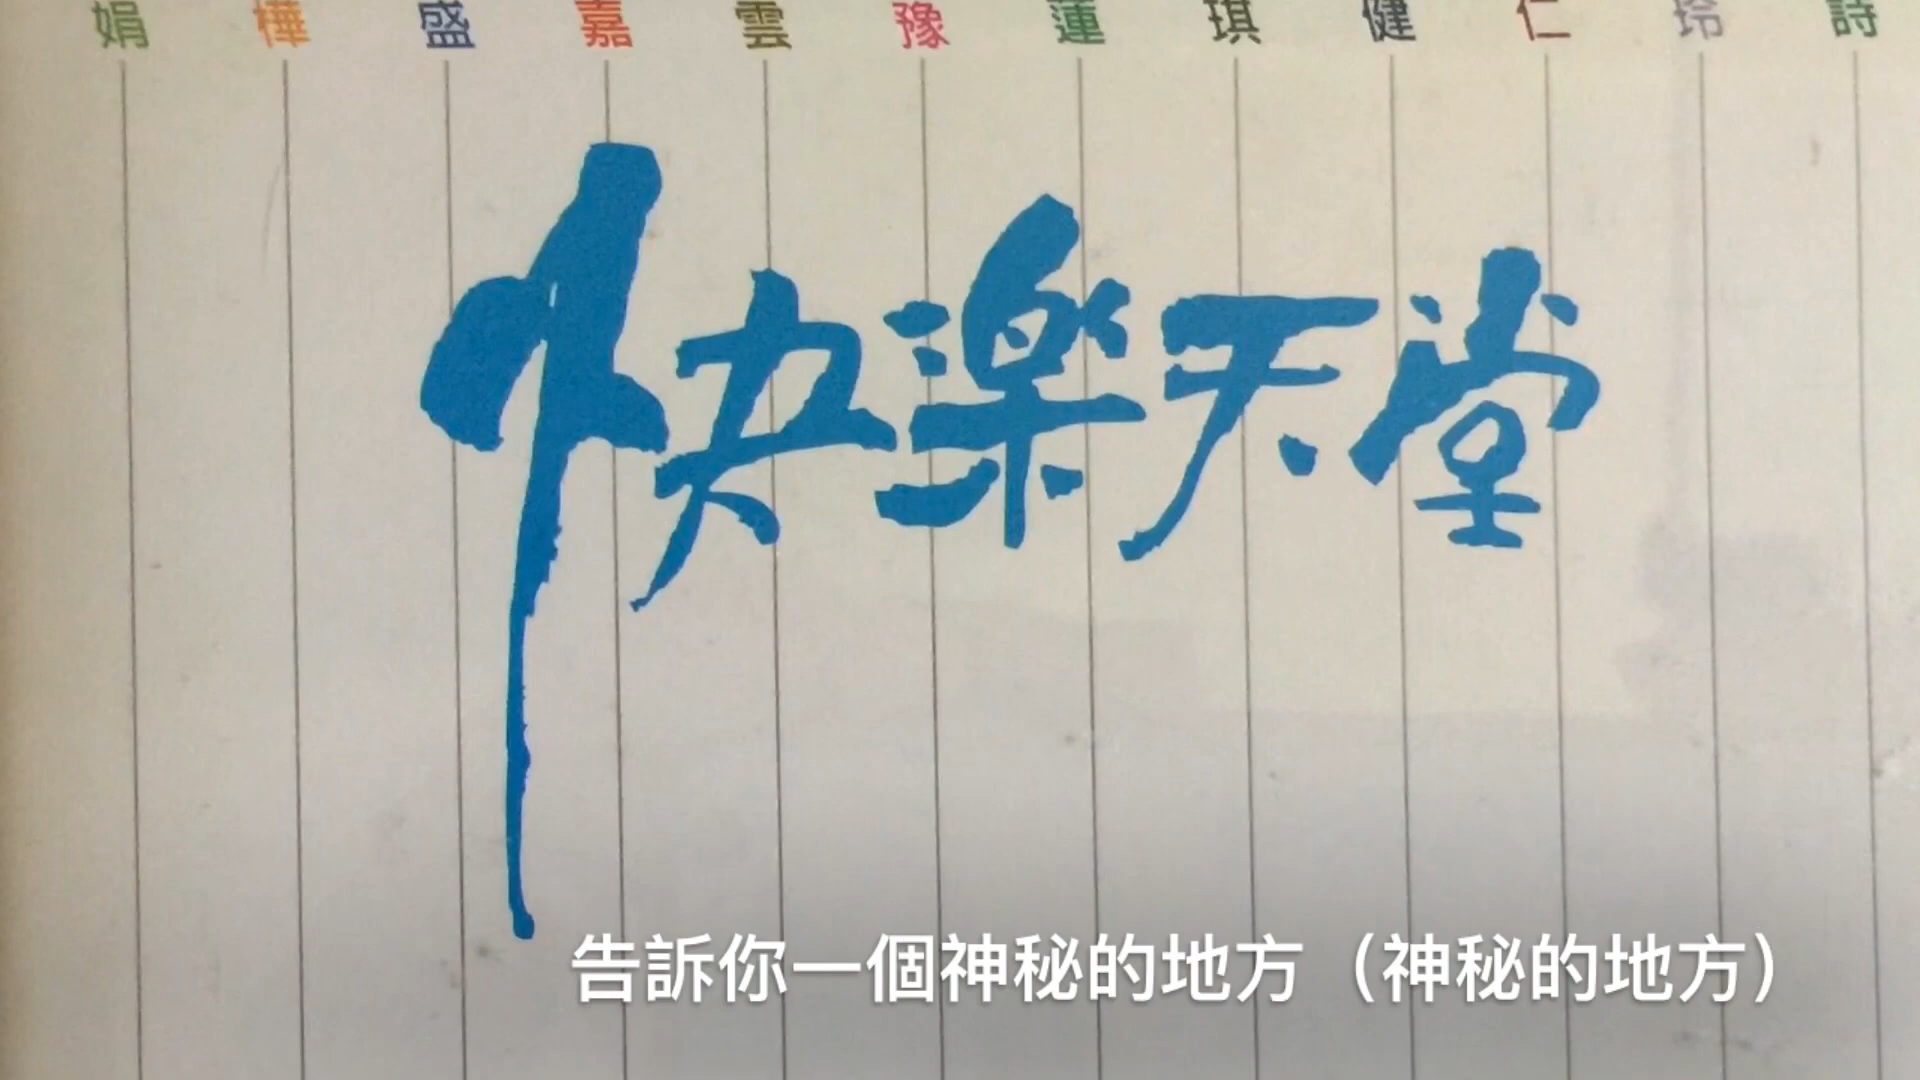 娟 樺 盛 嘉 雲 豫 蓮 琪 健 仁 玲 詩
快樂天堂
告訴你一個神秘的地方（神秘的地方）